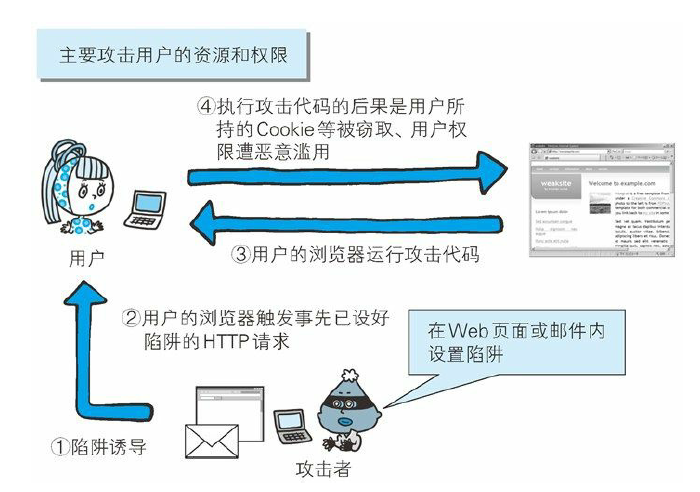 主要攻击用户的资源和权限
④执行攻击代码的后果是用户所
持的Cookie等被窃取、用户权
限遭恶意滥用
weaksite
Welcome to example.com
用户
③用户的浏览器运行攻击代码
②用户的浏览器触发事先已设好
陷阱的HTTP请求
在Web页面或邮件内
设置陷阱
①陷阱诱导
攻击者